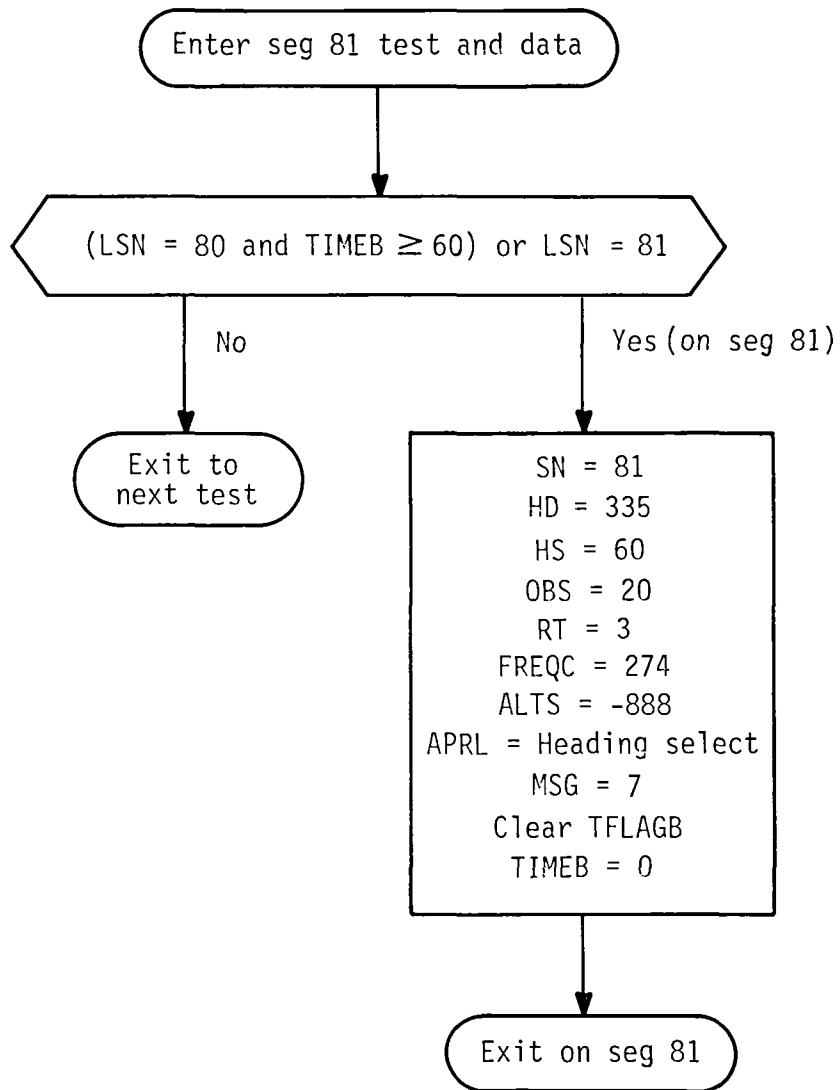 Enter seg 81 test and data
(LSN = 80 and TIMEB ≥ 60) or LSN = 81
No
Yes (on seg 81)
Exit to
next test
SN = 81
HD = 335
HS = 60
OBS = 20
RT = 3
FREQC = 274
ALTS = -888
APRL = Heading select
MSG = 7
Clear TFLAGB
TIMEB = 0
Exit on seg 81